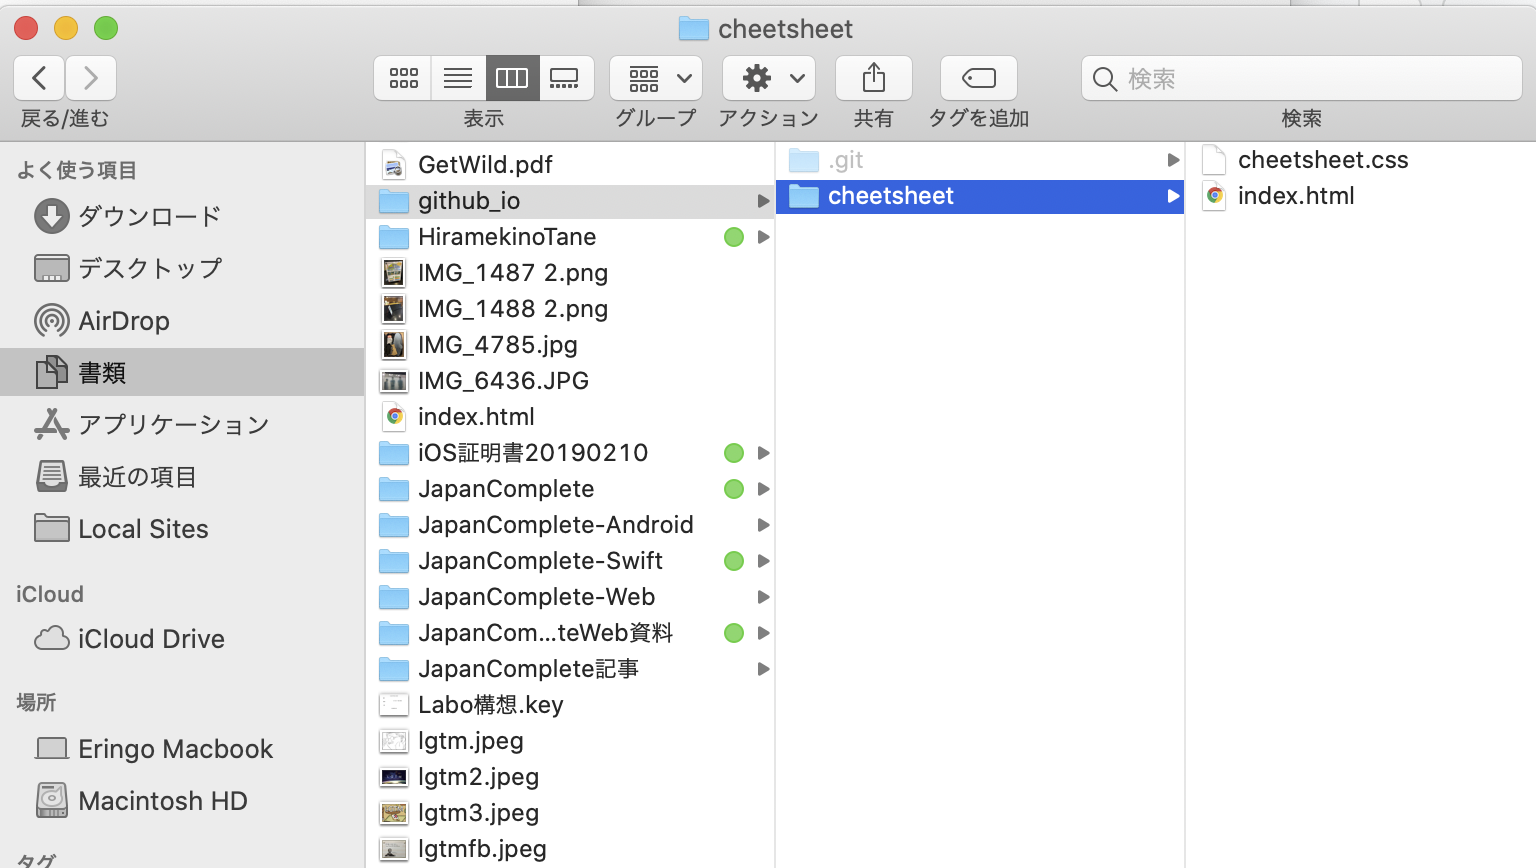 cheetsheet
検索
戻る/進む
表示
グループ
アクション
共有
タグを追加
検索
よく使う項目
ダウンロード
デスクトップ
AirDrop
書類
アプリケーション
最近の項目
Local Sites
iCloud
iCloud Drive
場所
Eringo Macbook
Macintosh HD
タグ
GetWild.pdf
github_io
HiramekinoTane
IMG_1487 2.png
IMG_1488 2.png
IMG_4785.jpg
IMG_6436.JPG
index.html
iOS証明書20190210
JapanComplete
JapanComplete-Android
JapanComplete-Swift
JapanComplete-Web
JapanCom...teWeb資料
JapanComplete記事
Labo構想.key
lgtm.jpeg
lgtm2.jpeg
lgtm3.jpeg
lgtmfb.jpeg
.git
cheetsheet
cheetsheet.css
index.html